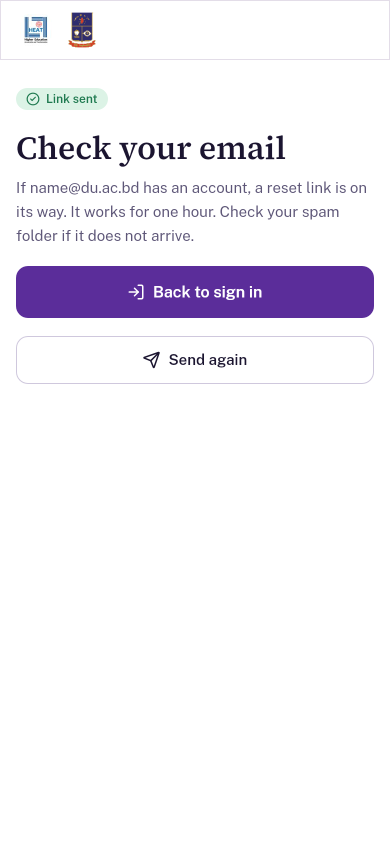 HEAT
Link sent
Check your email
If name@du.ac.bd has an account, a reset link is on
its way. It works for one hour. Check your spam
folder if it does not arrive.
Back to sign in
Send again